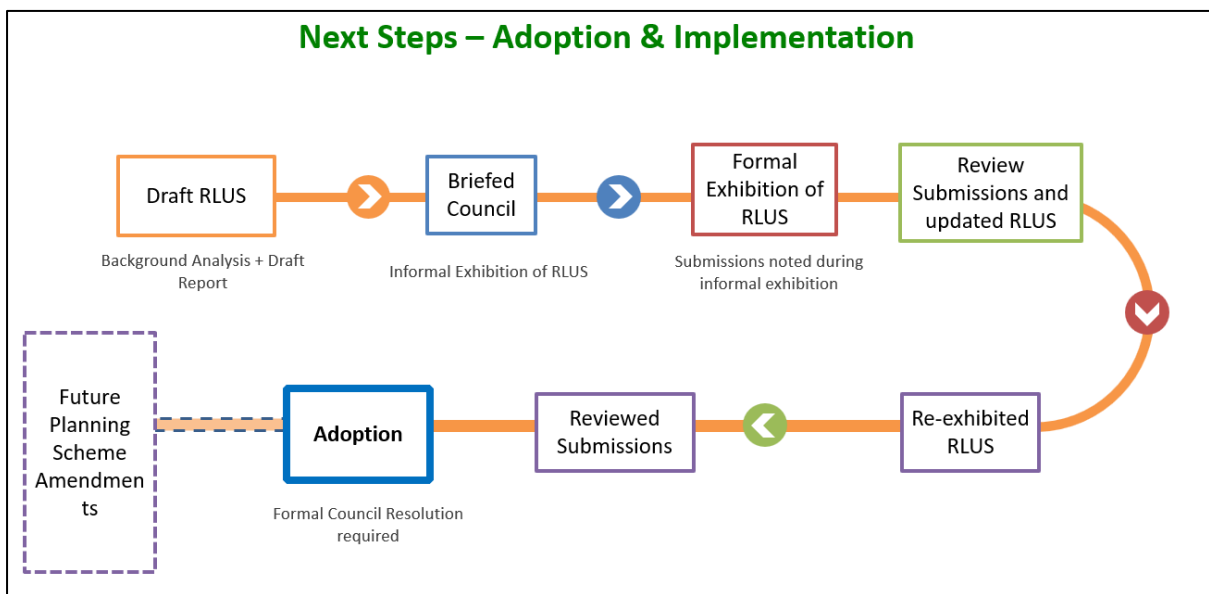 Next Steps – Adoption & Implementation
Draft RLUS
Background Analysis + Draft
Report
Briefed
Council
Informal Exhibition of RLUS
Formal
Exhibition of
RLUS
Submissions noted during
informal exhibition
Review
Submissions and
updated RLUS
Re-exhibited
RLUS
Reviewed
Submissions
Adoption
Formal Council Resolution
required
Future
Planning
Scheme
Amendmen
ts